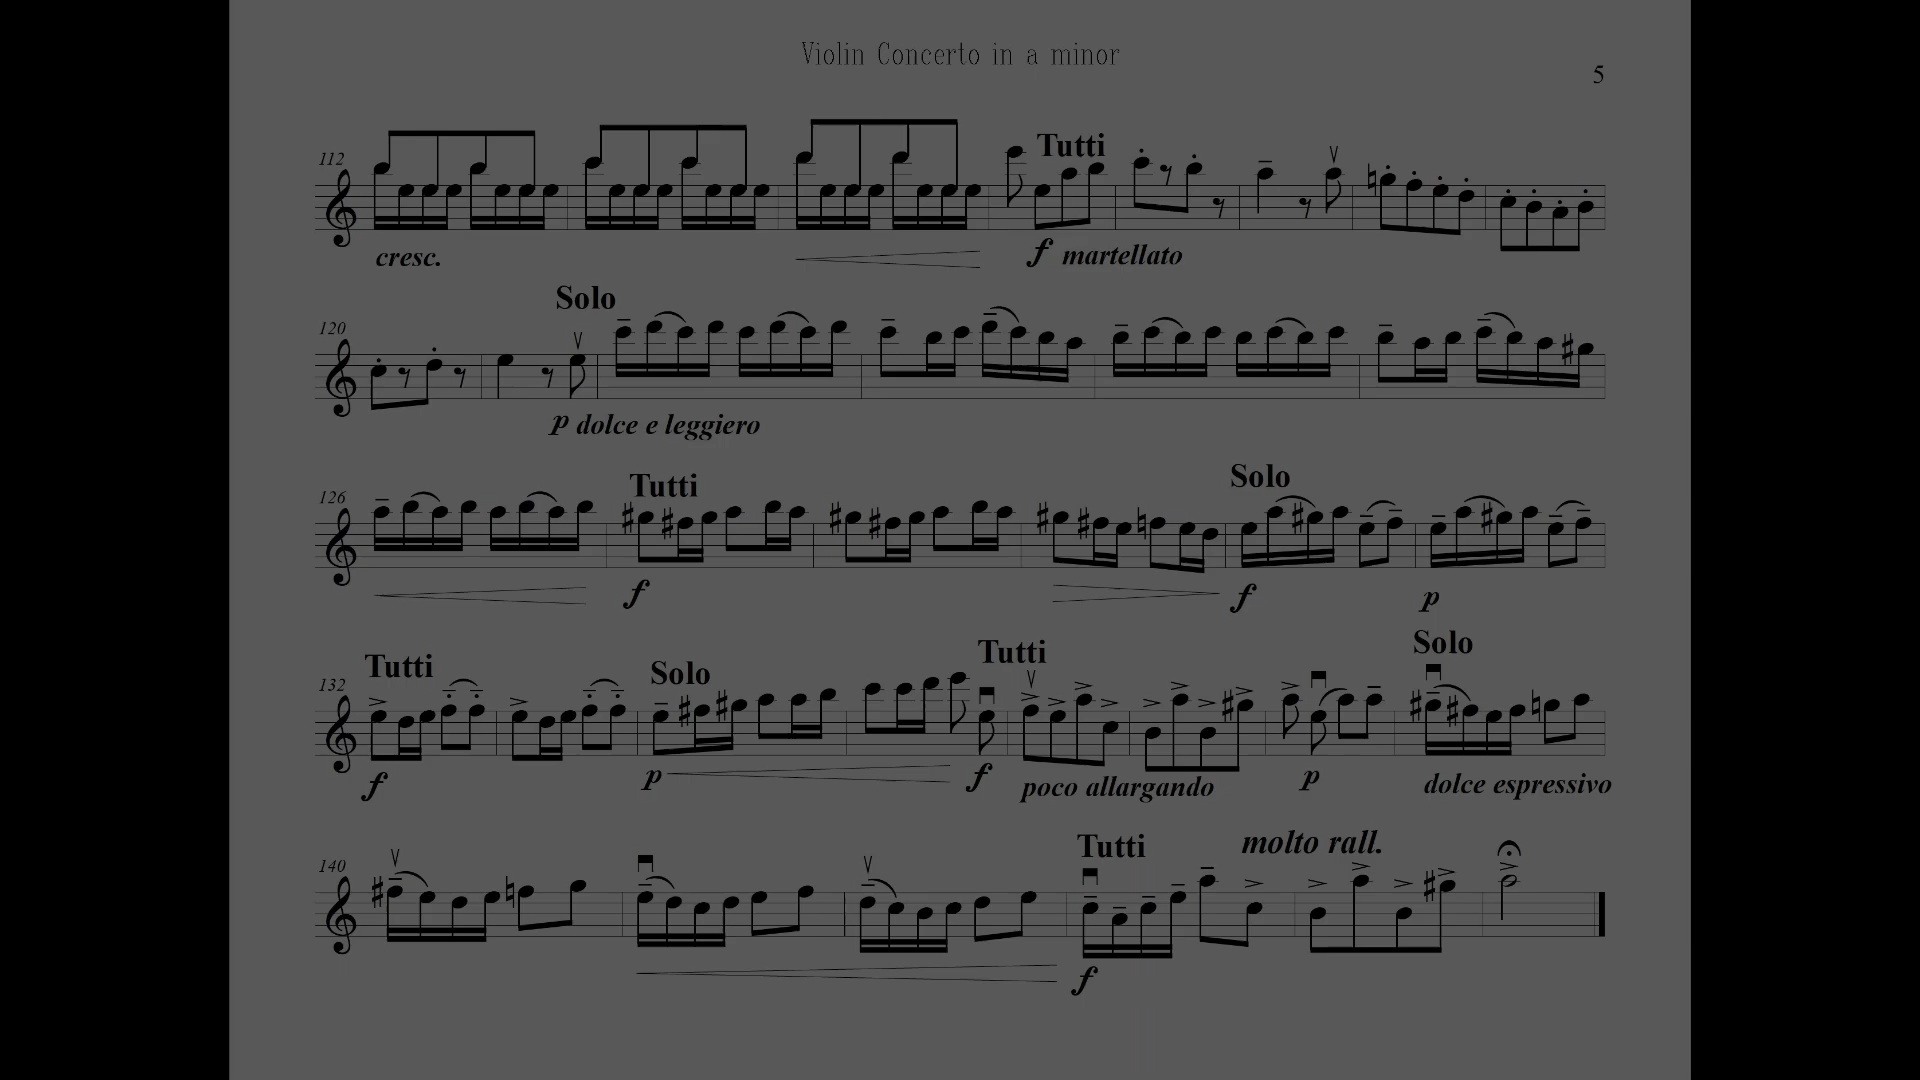 Violin Concerto in a minor
5
Tutti
112
cresc.
f martellato
Solo
120
p dolce e leggiero
Tutti
Solo
126
f
f
p
Tutti
Solo
Tutti
Solo
132
f
p
f
poco allargando
p
dolce espressivo
Tutti
molto rall.
140
f